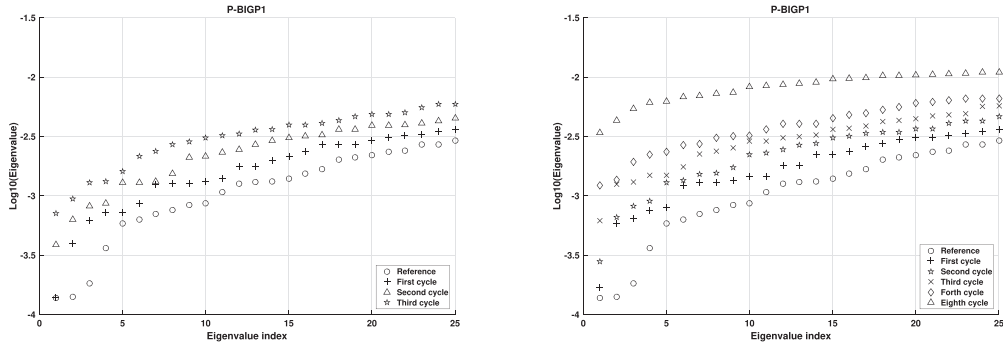 P-BIGP1
-1.5
-2
-2.5
-3
-3.5
-4
Log10(Eigenvalue)
0 5 10 15 20 25
Eigenvalue index
Reference
First cycle
Second cycle
Third cycle
P-BIGP1
-1.5
-2
-2.5
-3
-3.5
-4
Log10(Eigenvalue)
0 5 10 15 20 25
Eigenvalue index
Reference
First cycle
Second cycle
Third cycle
Forth cycle
Eighth cycle